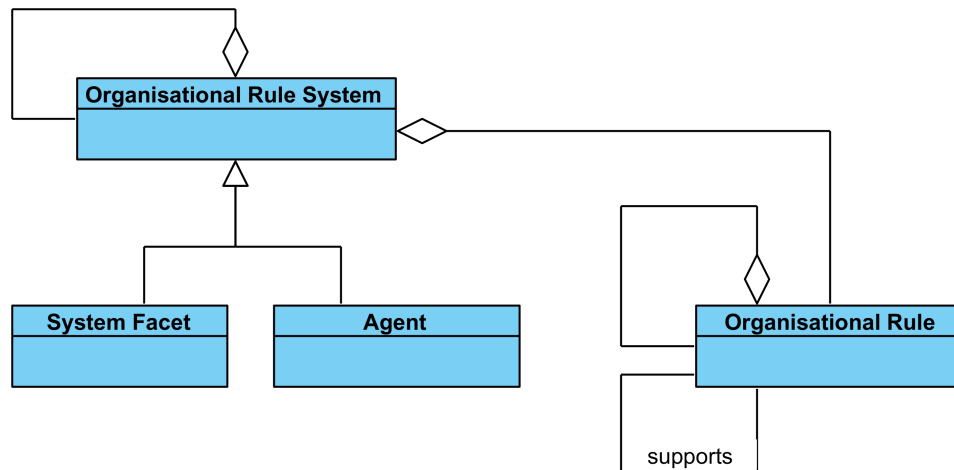 Organisational Rule System
System Facet
Agent
Organisational Rule
supports